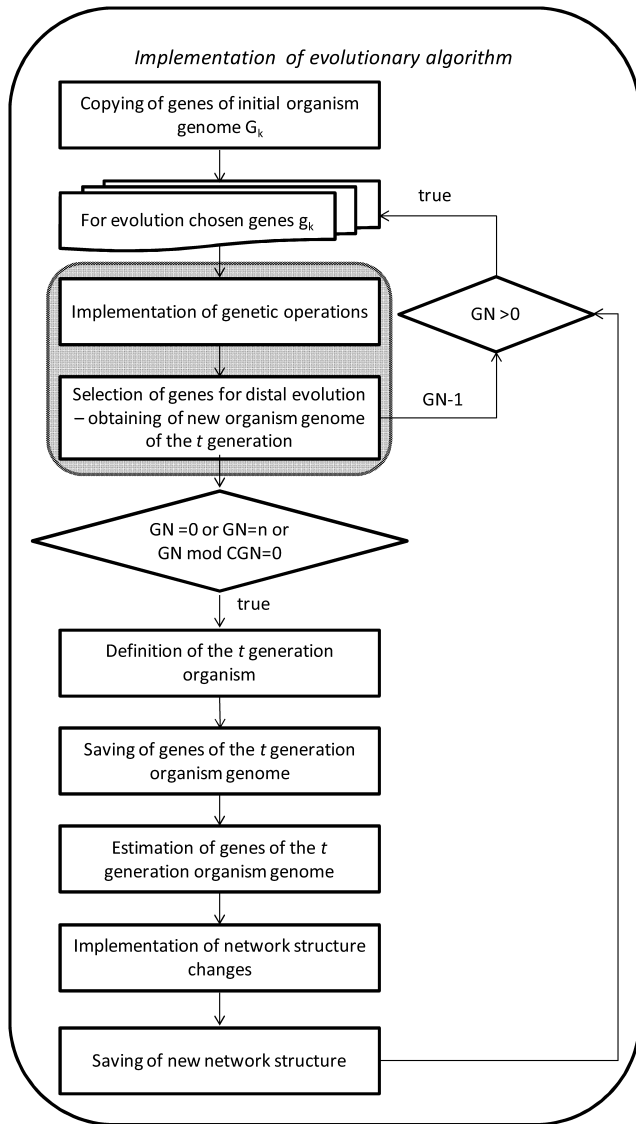 Implementation of evolutionary algorithm
Copying of genes of initial organism
genome Gk
For evolution chosen genes gk
true
Implementation of genetic operations
GN >0
Selection of genes for distal evolution
– obtaining of new organism genome
of the t generation
GN-1
GN =0 or GN=n or
GN mod CGN=0
true
Definition of the t generation
organism
Saving of genes of the t generation
organism genome
Estimation of genes of the t
generation organism genome
Implementation of network structure
changes
Saving of new network structure